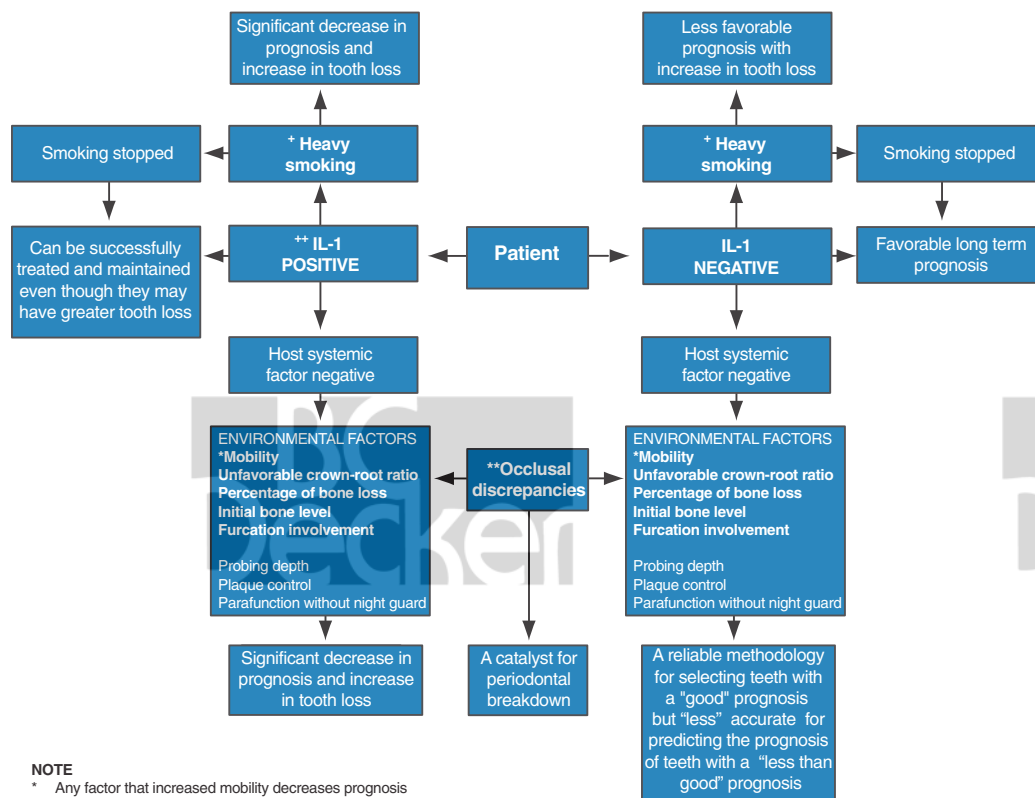 Significant decrease in
prognosis and
increase in tooth loss
Less favorable
prognosis with
increase in tooth loss
Smoking stopped
+ Heavy
smoking
+ Heavy
smoking
Smoking stopped
Can be successfully
treated and maintained
even though they may
have greater tooth loss
++ IL-1
POSITIVE
Patient
IL-1
NEGATIVE
Favorable long term
prognosis
Host systemic
factor negative
Host systemic
factor negative
ENVIRONMENTAL FACTORS
*Mobility
Unfavorable crown-root ratio
Percentage of bone loss
Initial bone level
Furcation involvement
Probing depth
Plaque control
Parafunction without night guard
**Occlusal
discrepancies
ENVIRONMENTAL FACTORS
*Mobility
Unfavorable crown-root ratio
Percentage of bone loss
Initial bone level
Furcation involvement
Probing depth
Plaque control
Parafunction without night guard
BC
Decker
Significant decrease in
prognosis and increase
in tooth loss
A catalyst for
periodontal
breakdown
A reliable methodology
for selecting teeth with
a "good" prognosis
but “less” accurate for
predicting the prognosis
of teeth with a “less than
good” prognosis
NOTE
* Any factor that increased mobility decreases prognosis